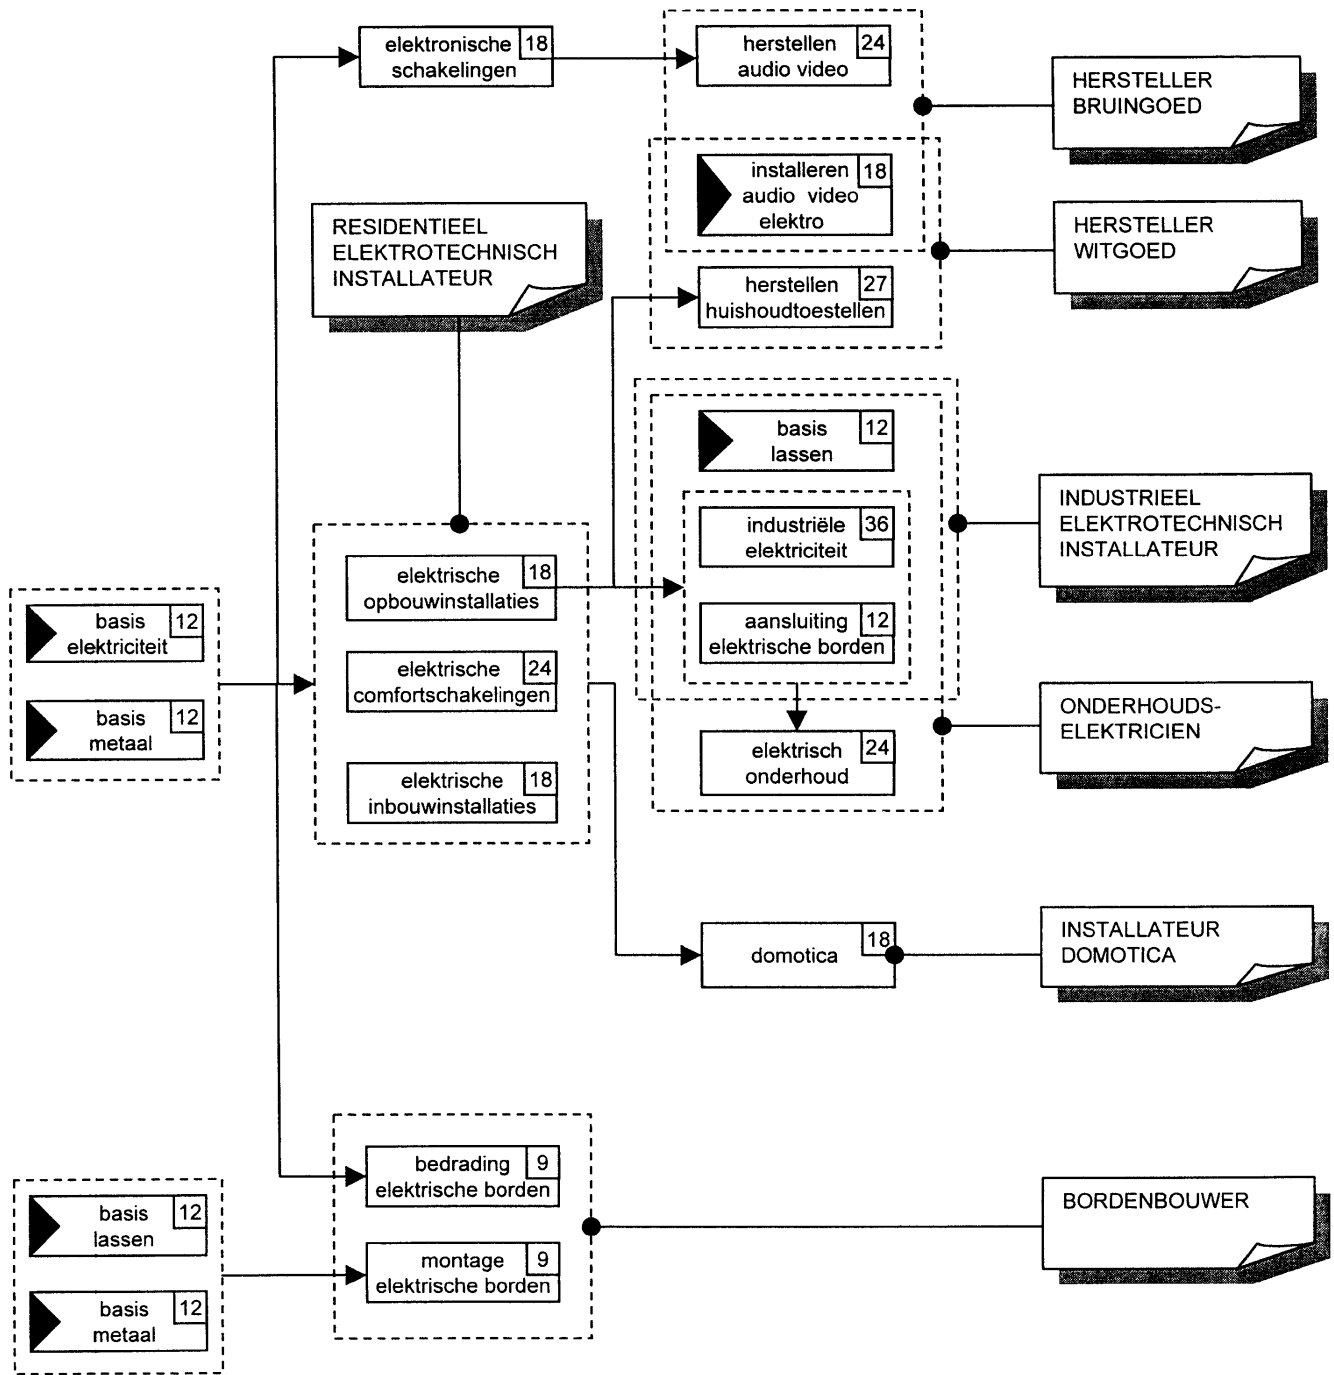 elektronische 18
schakelingen
herstellen 24
audio video
HERSTELLER
BRUINGOED
installeren 18
audio video
elektro
HERSTELLER
WITGOED
RESIDENTIEEL
ELEKTROTECHNISCH
INSTALLATEUR
herstellen 27
huishoudtoestellen
basis 12
lassen
industriële 36
elektriciteit
INDUSTRIEEL
ELEKTROTECHNISCH
INSTALLATEUR
elektrische 18
opbouwinstallaties
basis 12
elektriciteit
aansluiting 12
elektrische borden
elektrische 24
comfortschakelingen
basis 12
metaal
ONDERHOUDS-
ELEKTRICIEN
elektrisch 24
onderhoud
elektrische 18
inbouwinstallaties
domotica 18
INSTALLATEUR
DOMOTICA
bedrading 9
elektrische borden
basis 12
lassen
BORDENBOUWER
montage 9
elektrische borden
basis 12
metaal